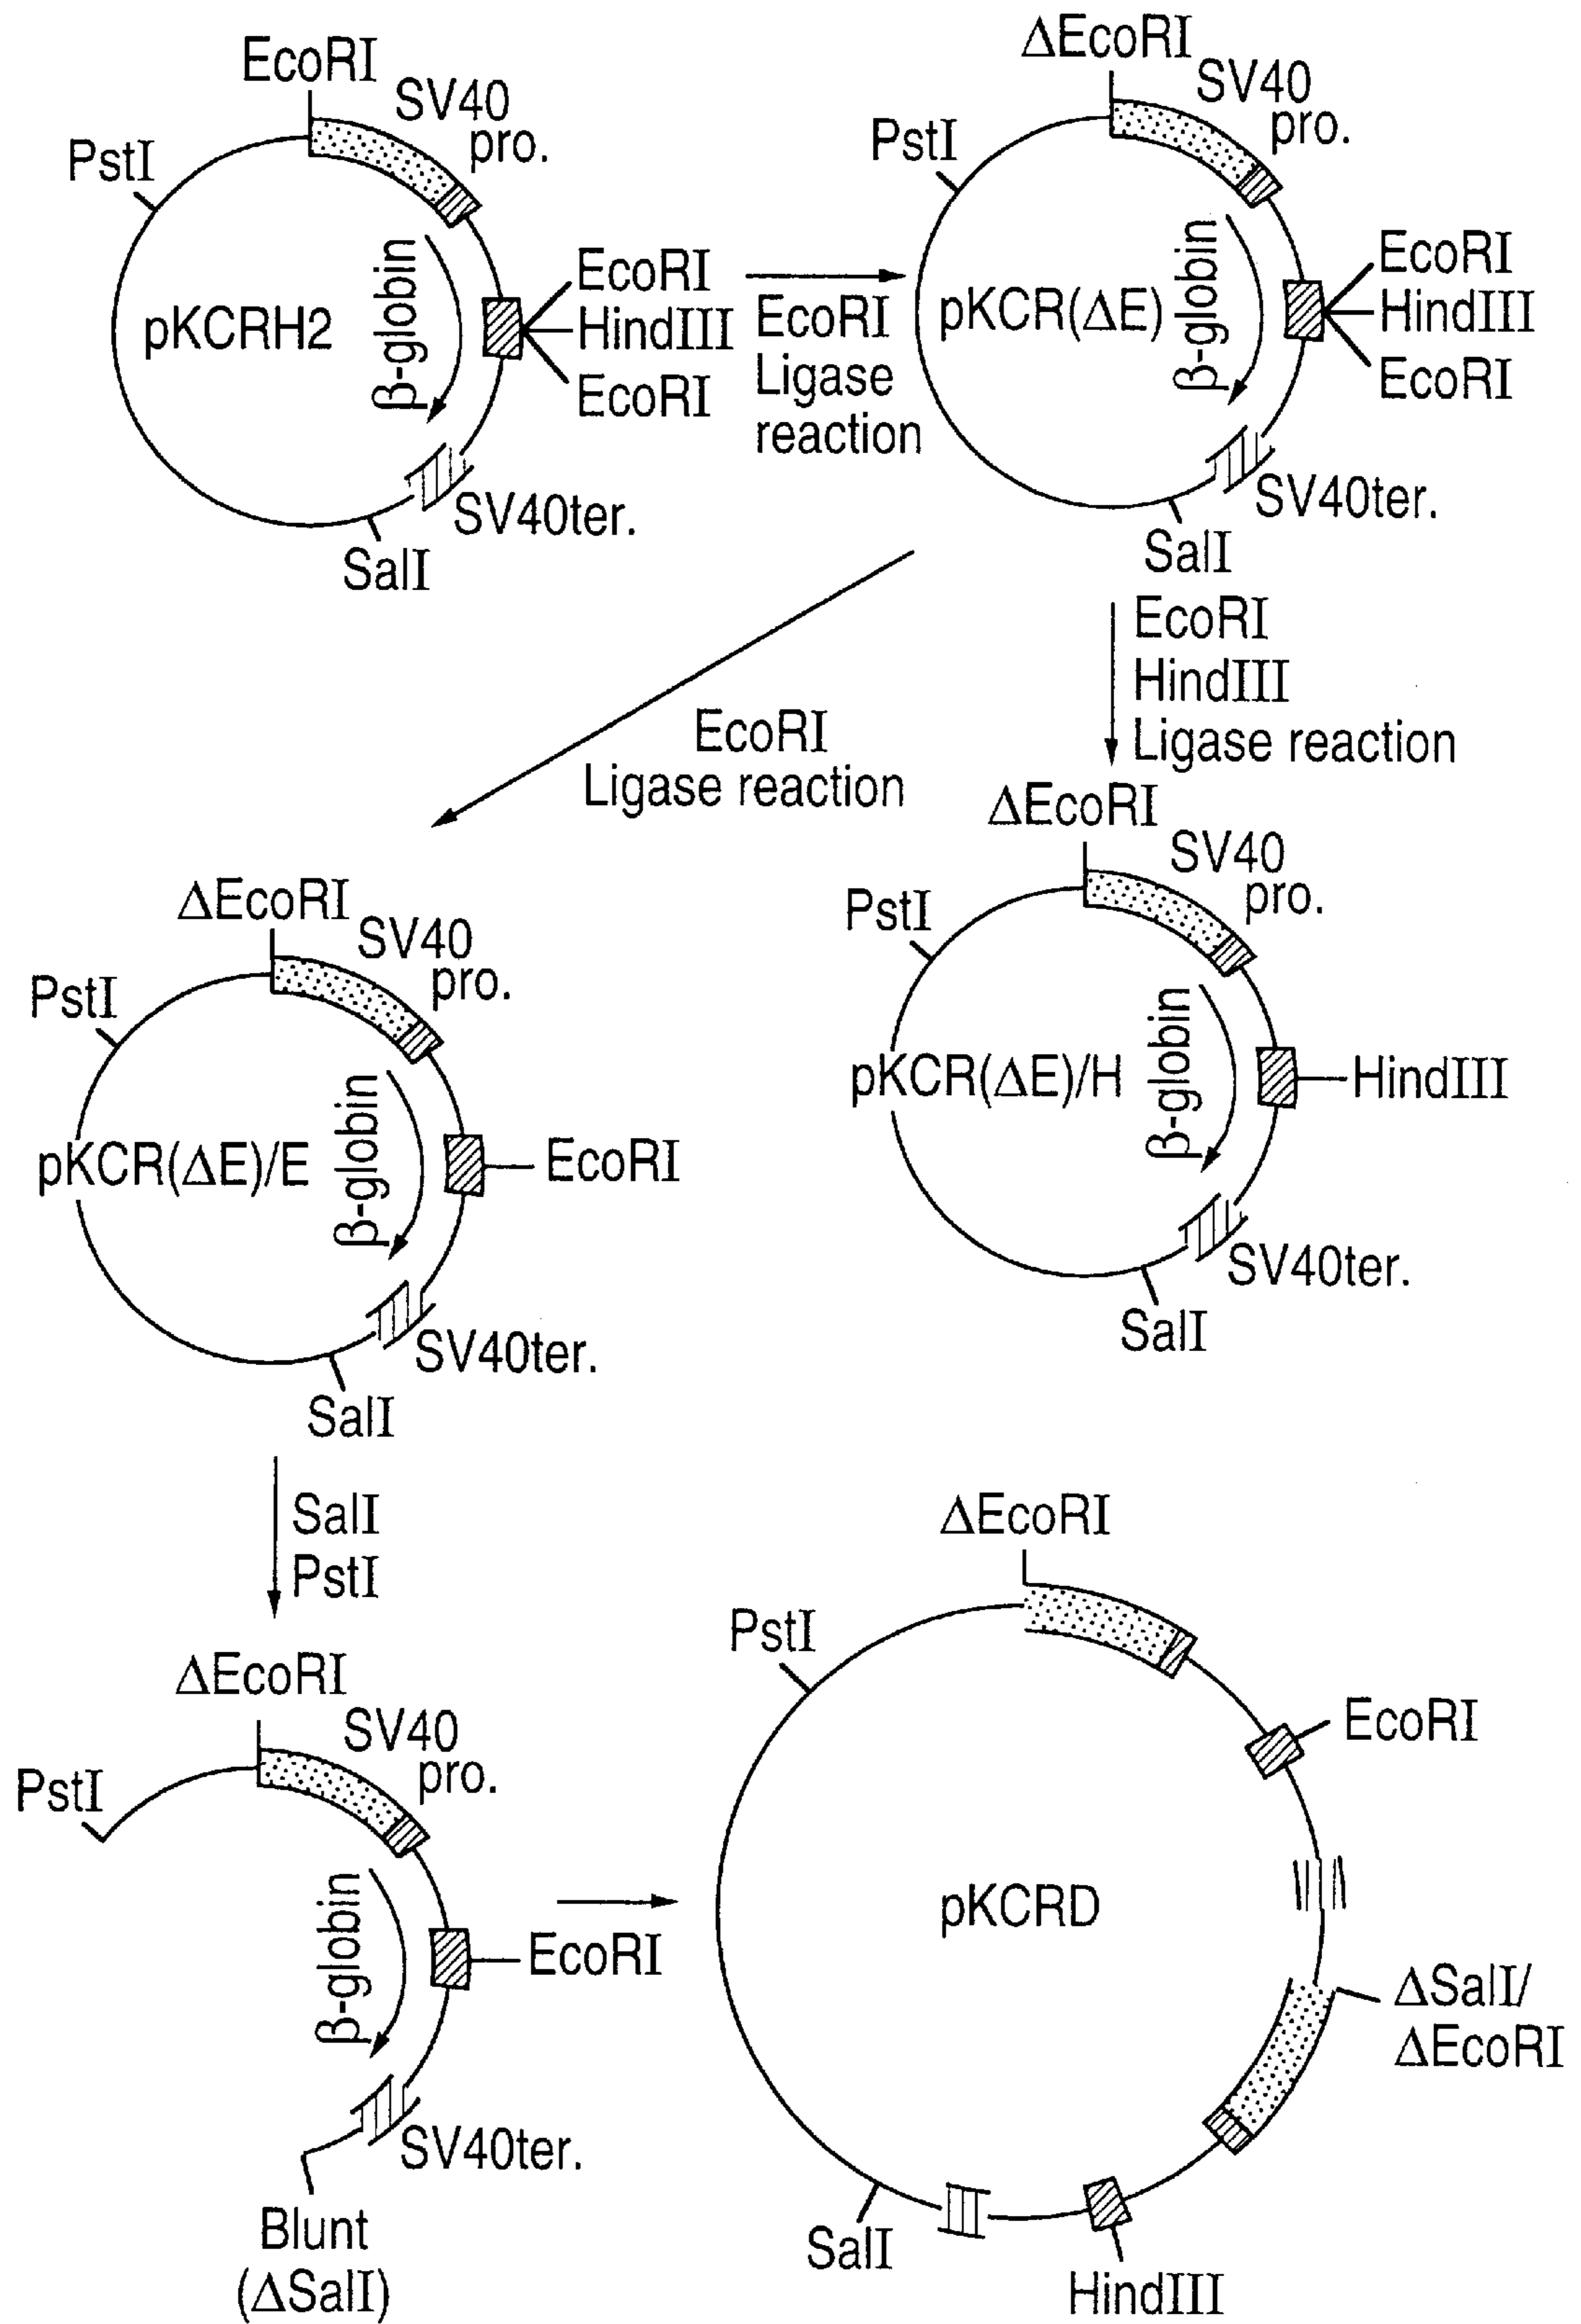 EcoRI
SV40
pro.
PstI
EcoRI
HindIII
EcoRI
pKCRH2
β-globin
SV40ter.
SalI
EcoRI
Ligase
reaction
ΔEcoRI
SV40
pro.
PstI
EcoRI
HindIII
EcoRI
pKCR(ΔE)
β-globin
SV40ter.
SalI
EcoRI
HindIII
Ligase reaction
EcoRI
Ligase reaction
ΔEcoRI
SV40
pro.
PstI
pKCR(ΔE)/H
β-globin
HindIII
SV40ter.
SalI
ΔEcoRI
SV40
pro.
PstI
pKCR(ΔE)/E
β-globin
EcoRI
SV40ter.
SalI
SalI
PstI
ΔEcoRI
SV40
pro.
PstI
β-globin
EcoRI
SV40ter.
Blunt
(ΔSalI)
ΔEcoRI
PstI
EcoRI
pKCRD
ΔSalI/
ΔEcoRI
SalI
HindIII